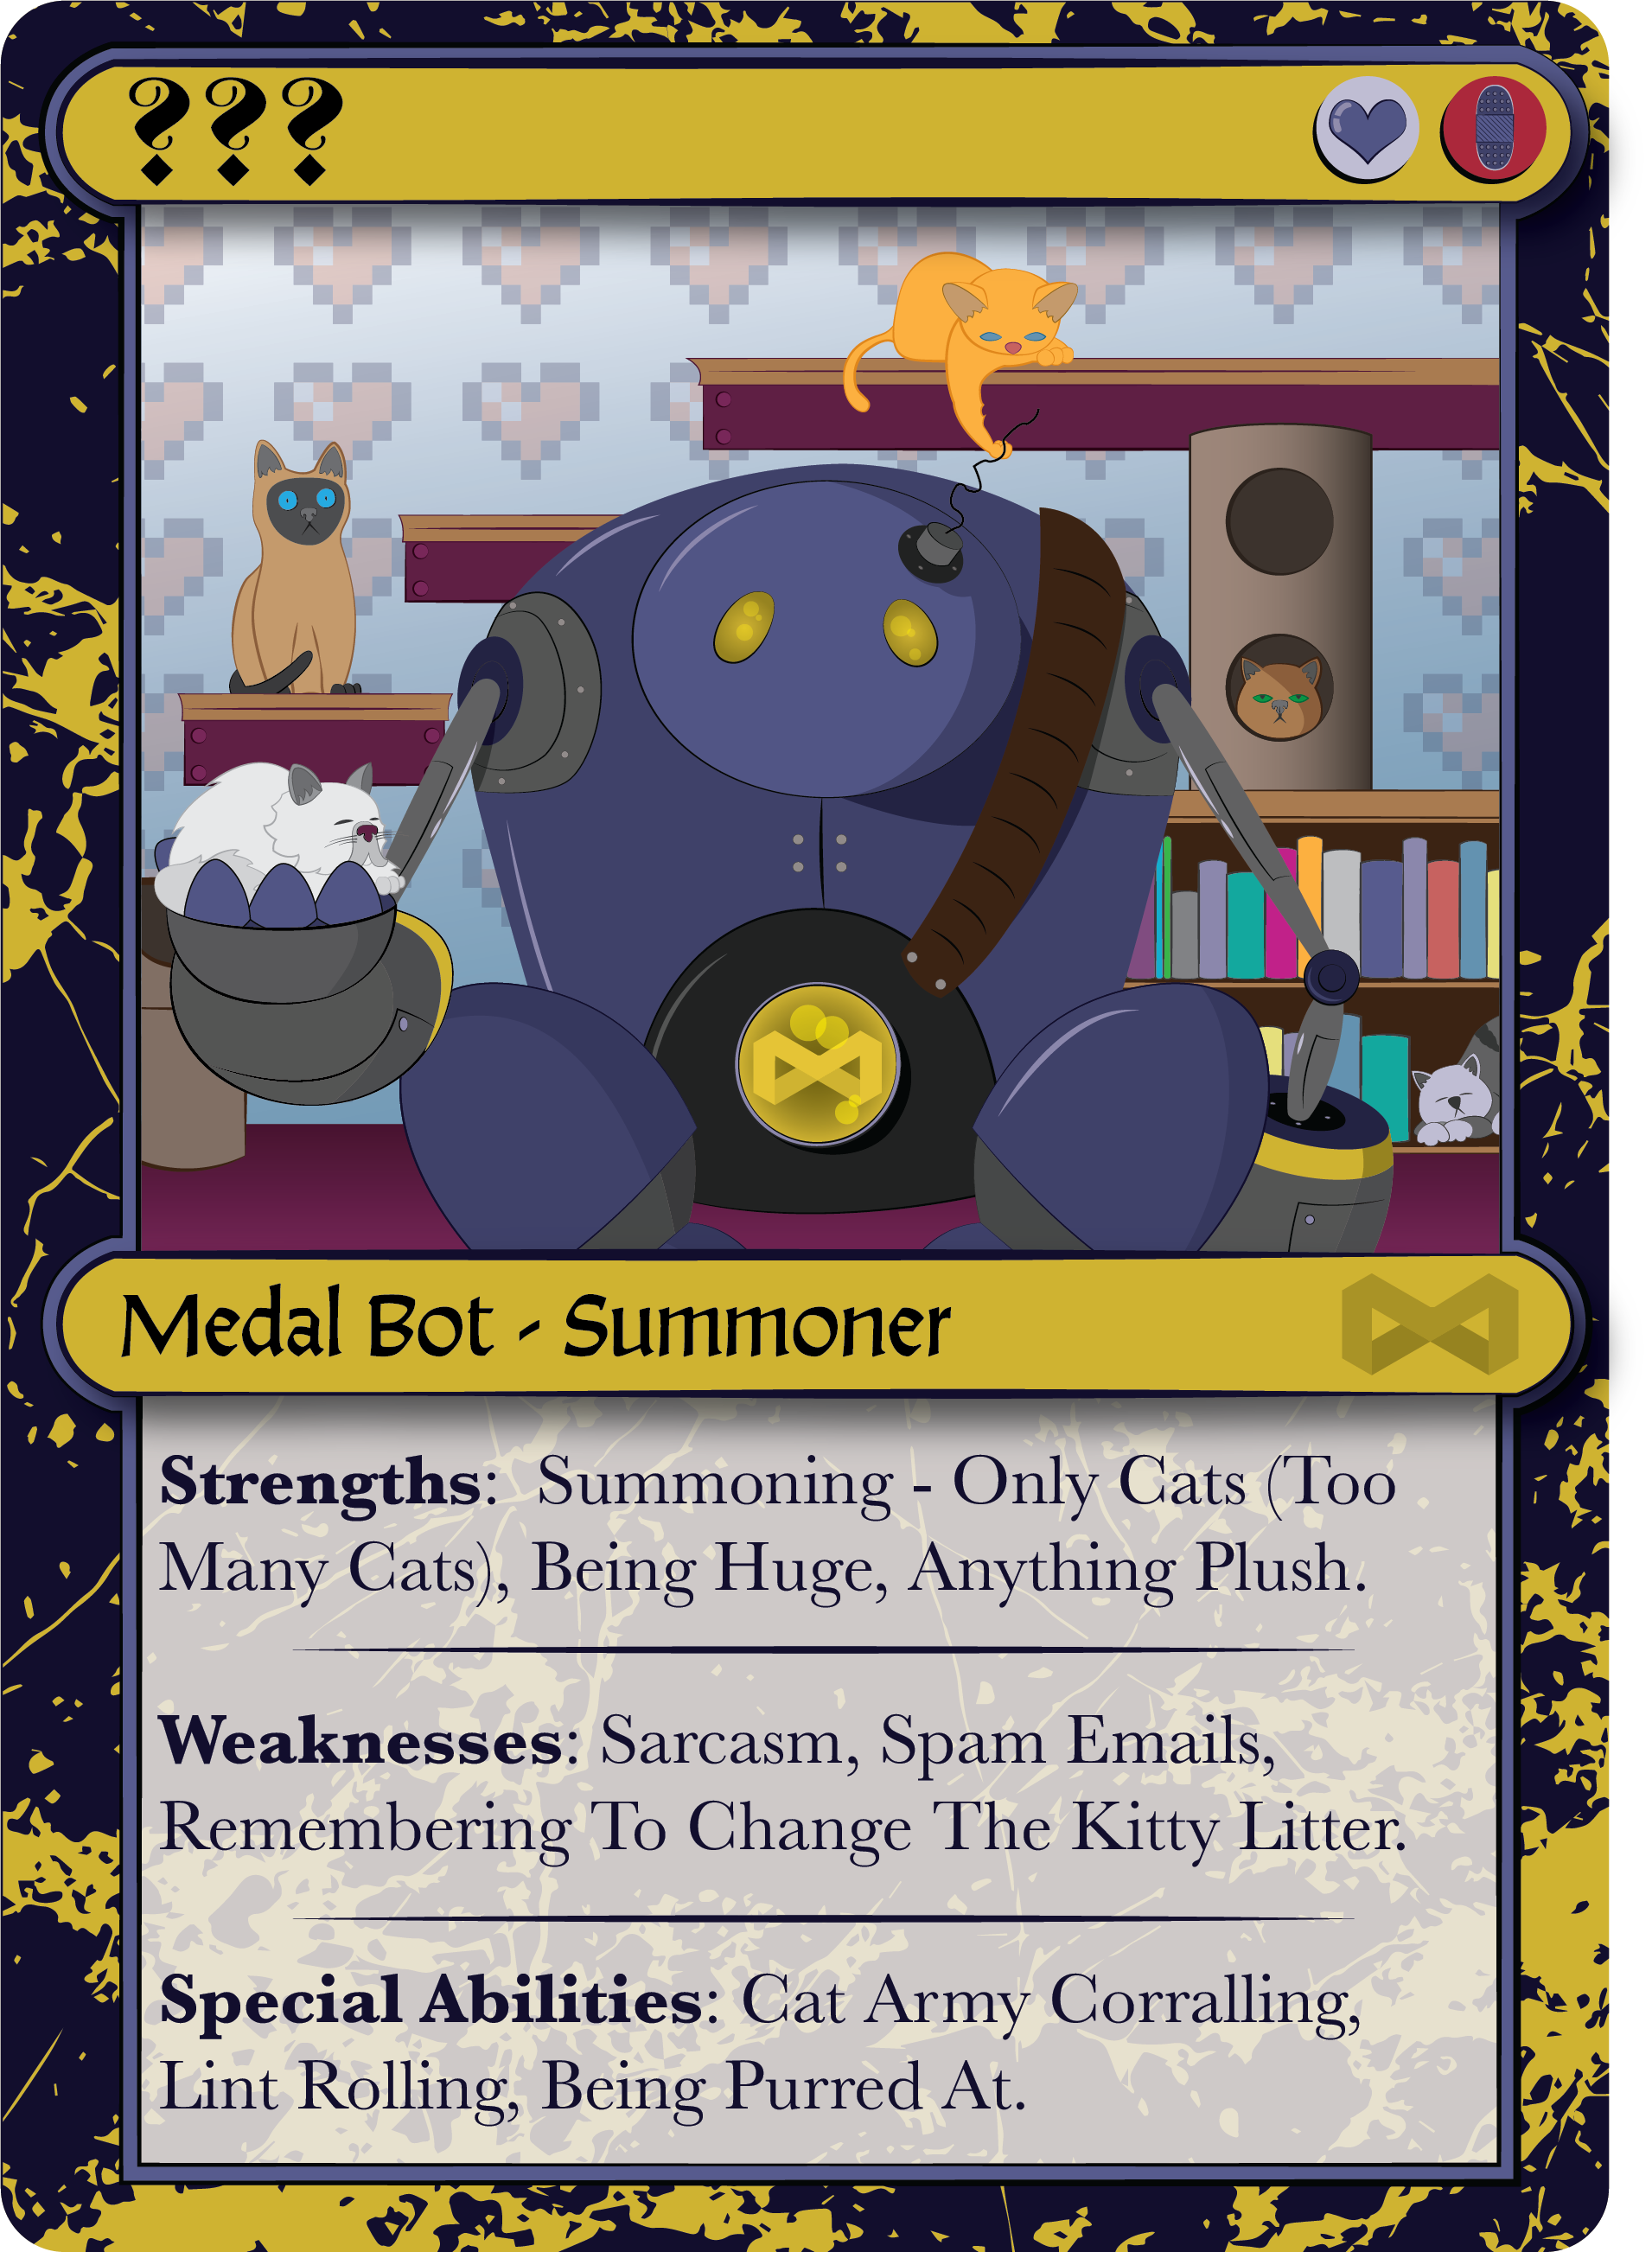 ???
Medal Bot - Summoner
Strengths: Summoning - Only Cats (Too
Many Cats), Being Huge, Anything Plush.
Weaknesses: Sarcasm, Spam Emails,
Remembering To Change The Kitty Litter.
Special Abilities: Cat Army Corralling,
Lint Rolling, Being Purred At.